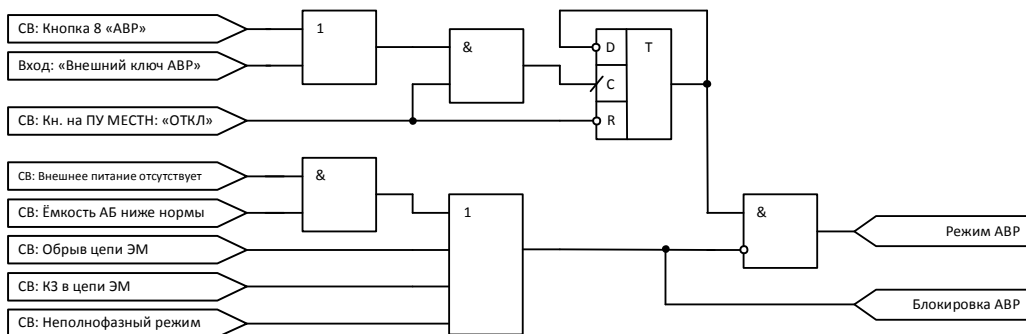 СВ: Кнопка 8 «АВР»
Вход: «Внешний ключ АВР»
СВ: Кн. на ПУ МЕСТН: «ОТКЛ»
1
&
D
T
C
R
СВ: Внешнее питание отсутствует
СВ: Ёмкость АБ ниже нормы
СВ: Обрыв цепи ЭМ
СВ: КЗ в цепи ЭМ
СВ: Неполнофазный режим
&
1
&
Режим АВР
Блокировка АВР